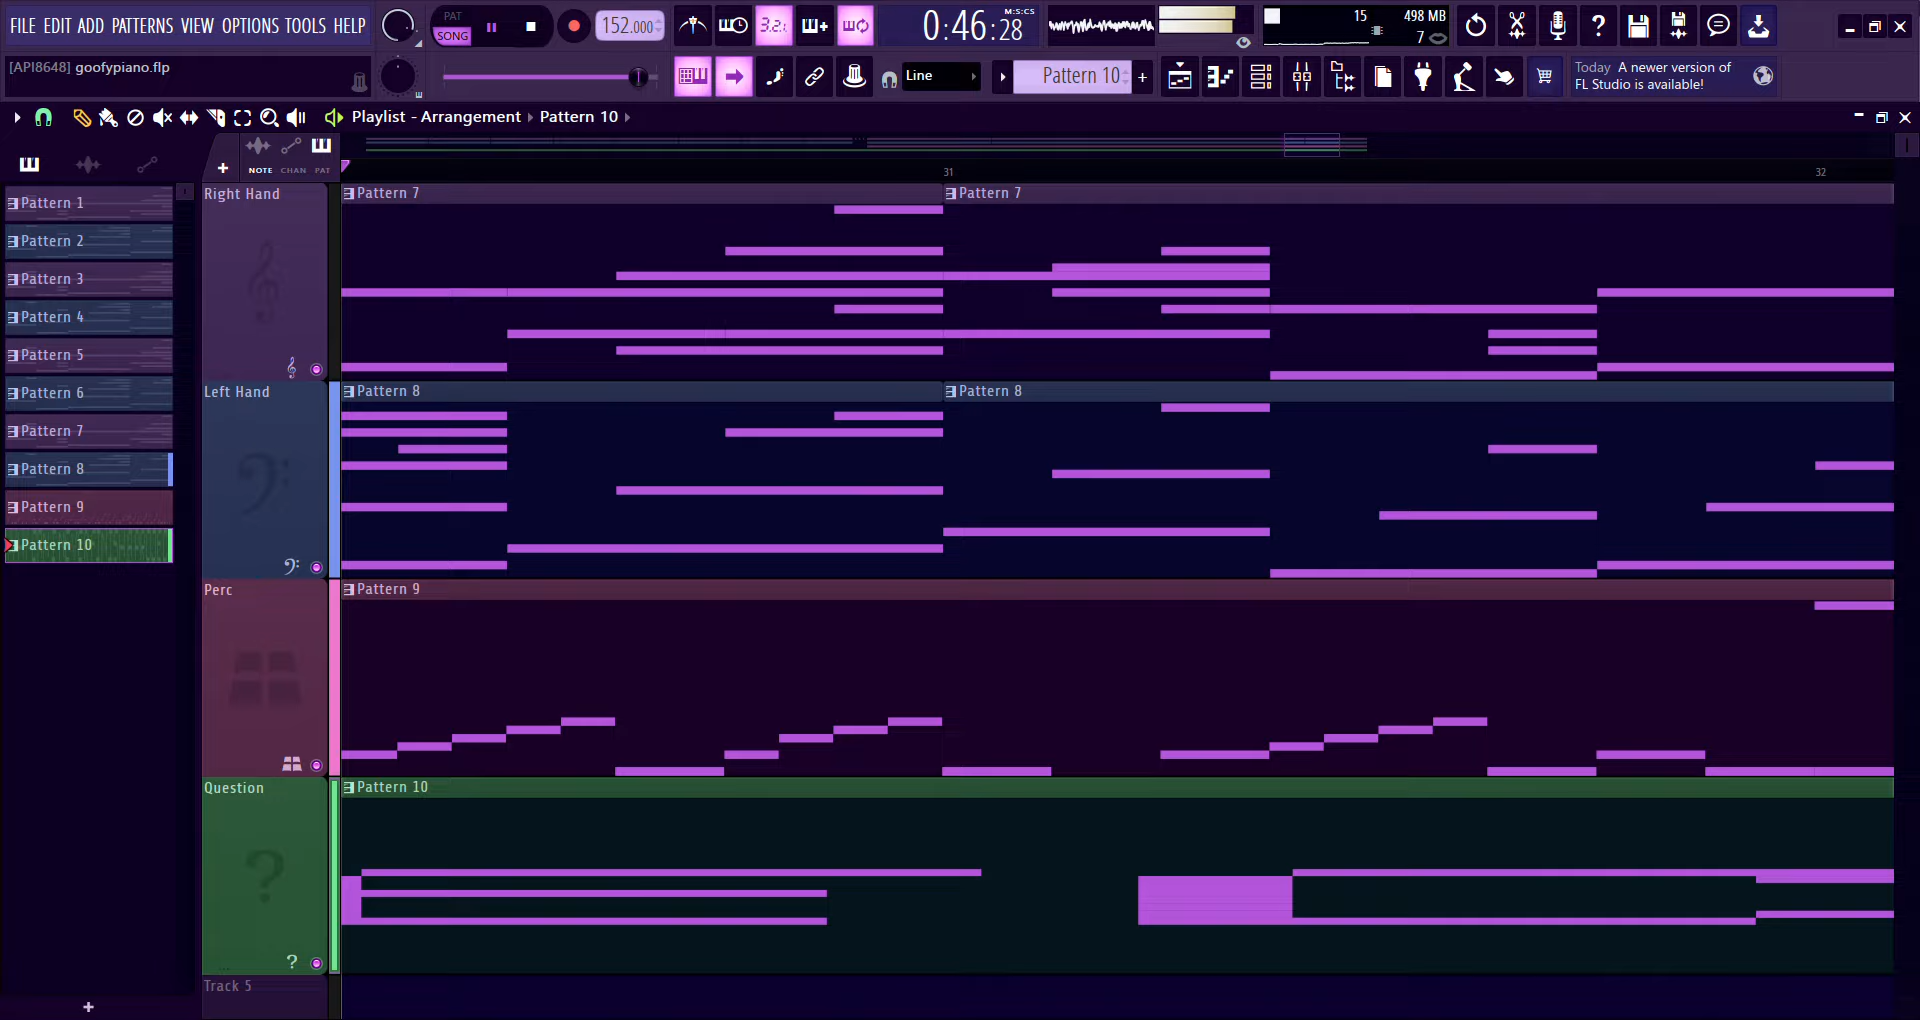 FILE EDIT ADD PATTERNS VIEW OPTIONS TOOLS HELP
PAT
SONG
152.000
3.2.1
M:S:CS
0:46:28
15
498 MB
7
[API8648] goofypiano.flp
Line
Pattern 10
Today A newer version of
FL Studio is available!
Playlist - Arrangement Pattern 10
NOTE CHAN PAT
31
32
Pattern 1
Pattern 2
Pattern 3
Pattern 4
Pattern 5
Pattern 6
Pattern 7
Pattern 8
Pattern 9
Pattern 10
Right Hand
Pattern 7
Pattern 7
Left Hand
Pattern 8
Pattern 8
Perc
Pattern 9
Question
Pattern 10
Track 5